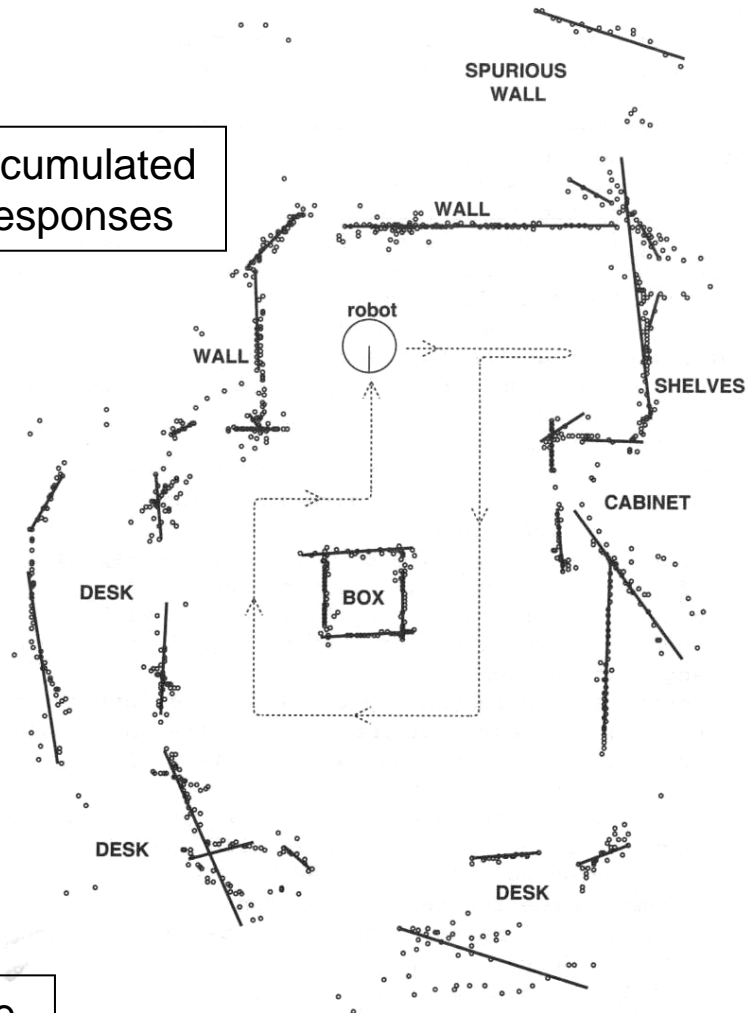 SPURIOUS
WALL
cumulated
esponses
WALL
robot
WALL
SHELVES
CABINET
DESK
BOX
DESK
DESK